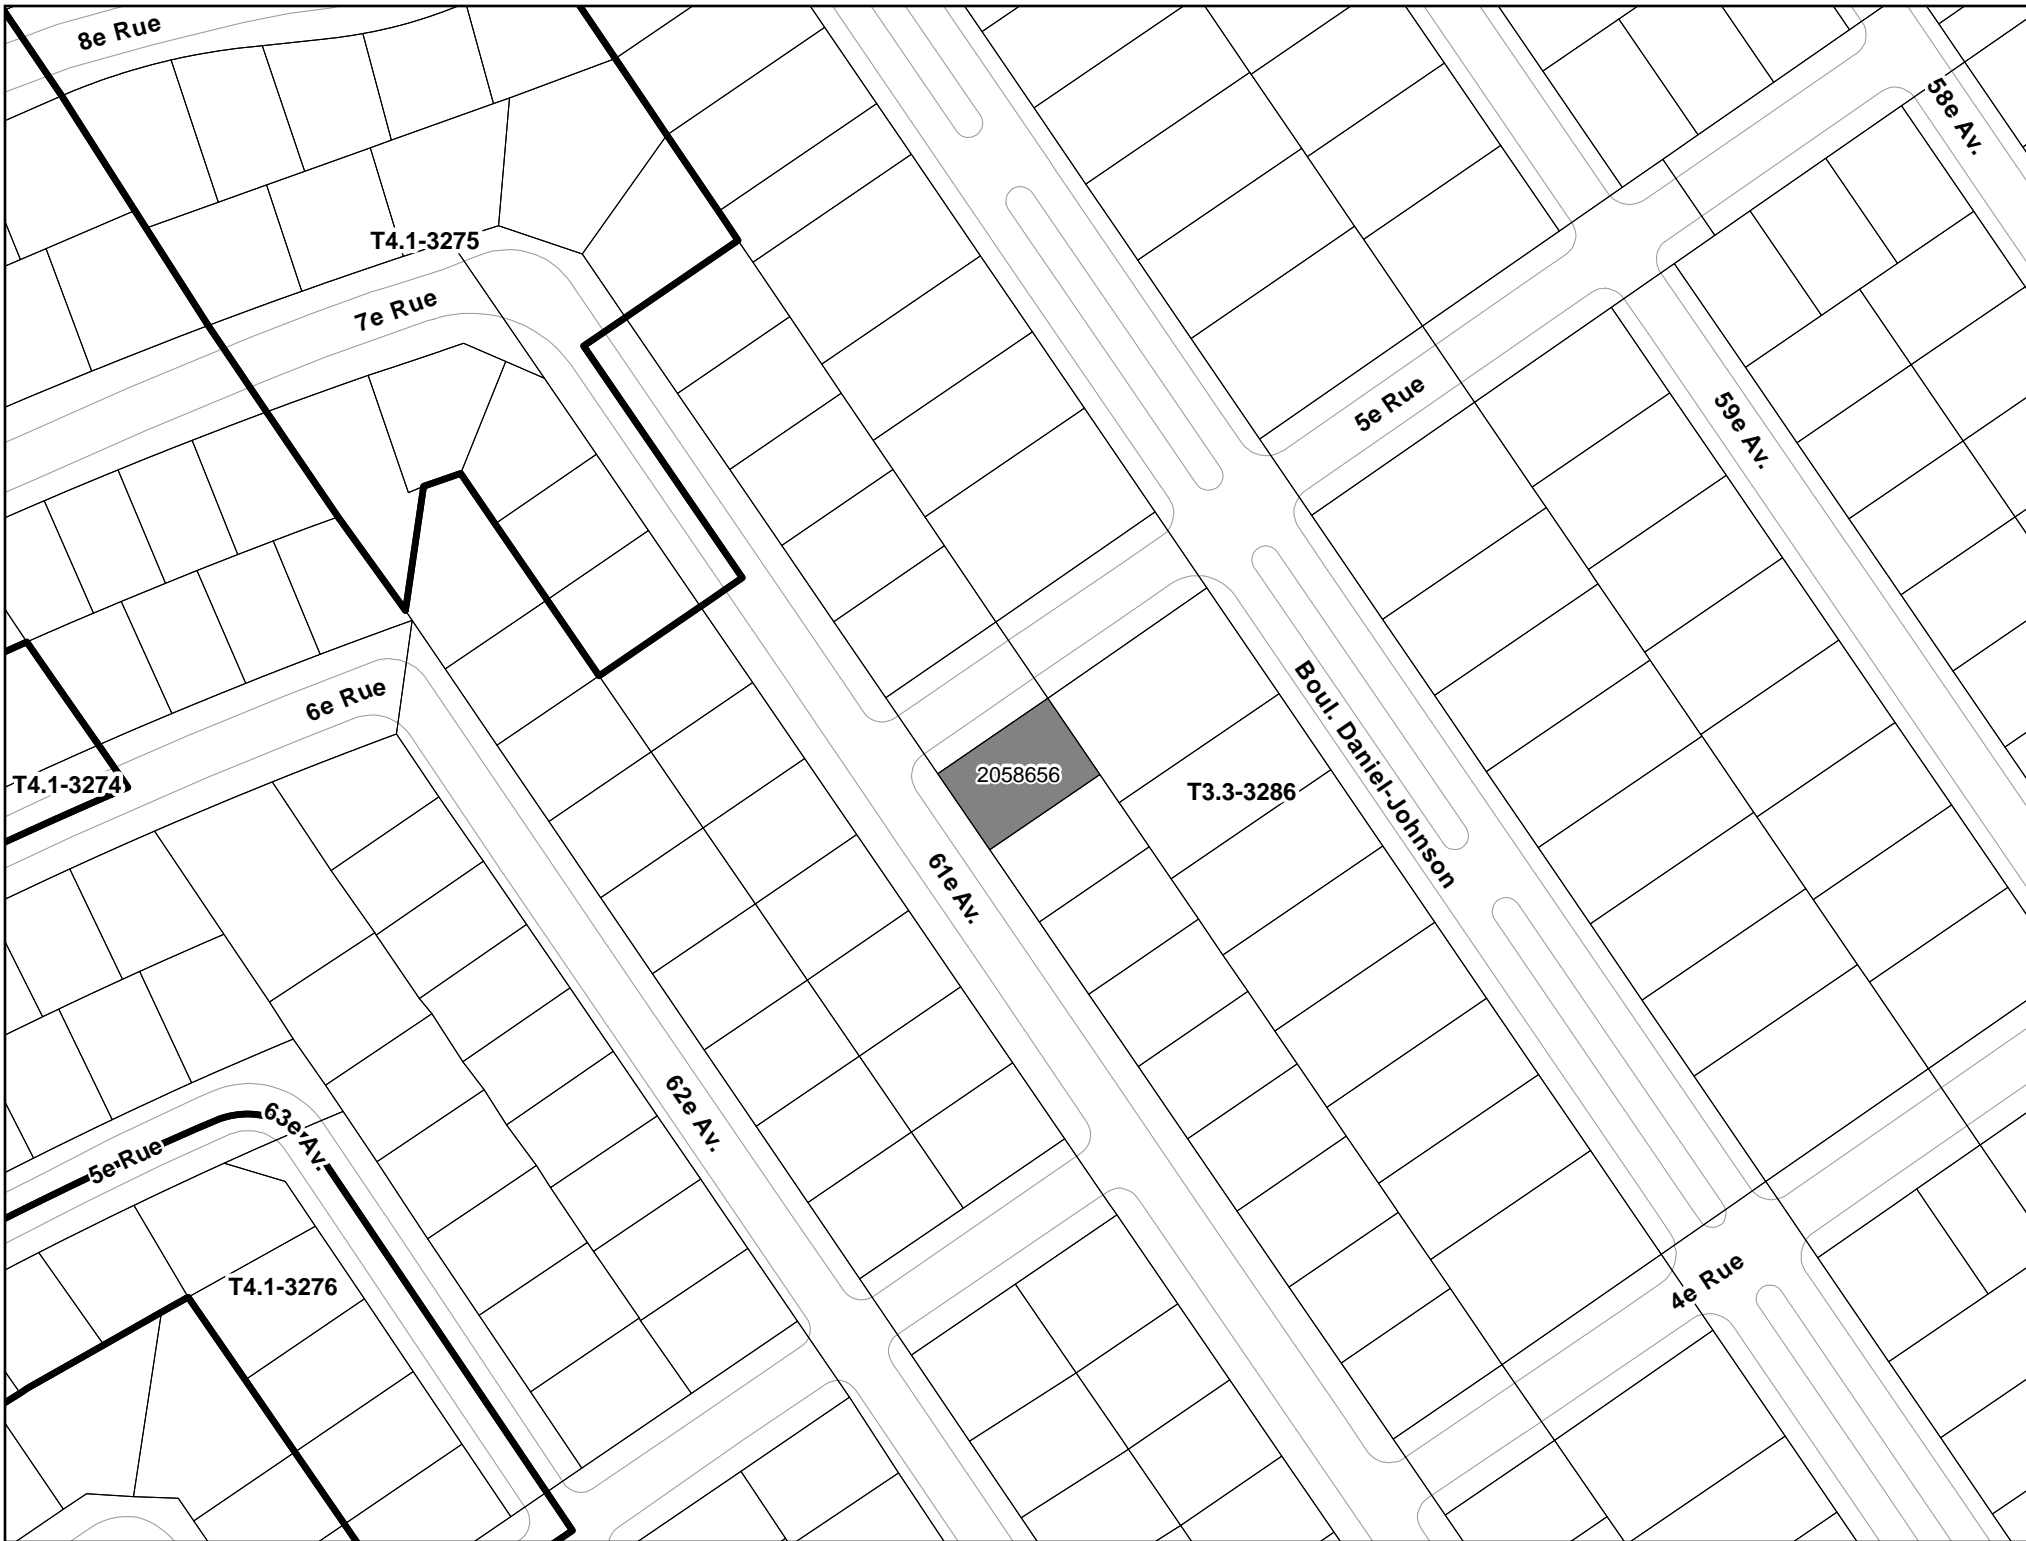 8e Rue
58e Av.
T4.1-3275
7e Rue
5e Rue
59e Av.
6e Rue
Boul. Daniel-Johnson
2058656
T4.1-3274
T3.3-3286
61e Av.
62e Av.
63e Av.
5e Rue
T4.1-3276
4e Rue